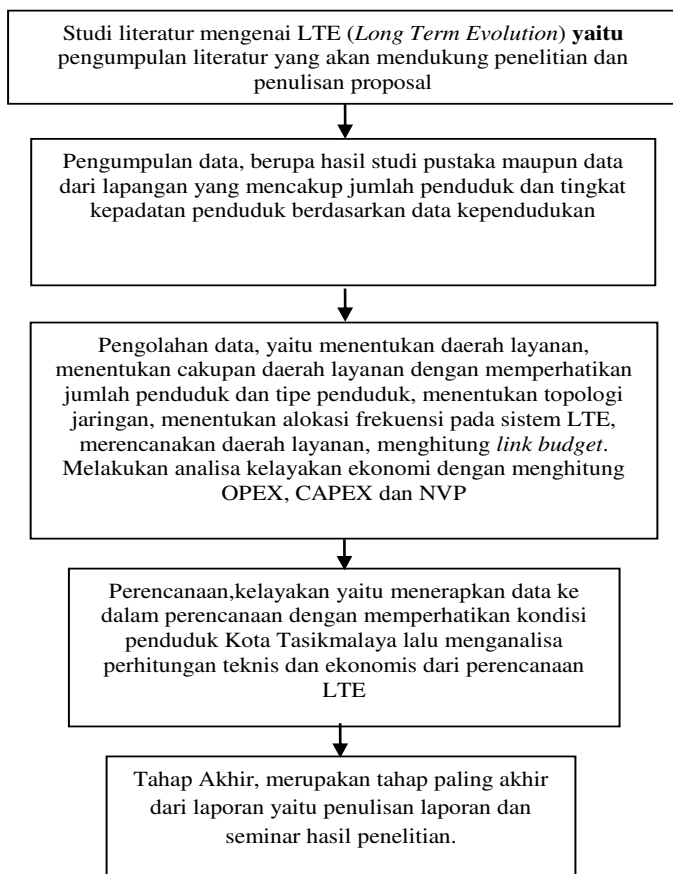 Studi literatur mengenai LTE (Long Term Evolution) yaitu
pengumpulan literatur yang akan mendukung penelitian dan
penulisan proposal
Pengumpulan data, berupa hasil studi pustaka maupun data
dari lapangan yang mencakup jumlah penduduk dan tingkat
kepadatan penduduk berdasarkan data kependudukan
Pengolahan data, yaitu menentukan daerah layanan,
menentukan cakupan daerah layanan dengan memperhatikan
jumlah penduduk dan tipe penduduk, menentukan topologi
jaringan, menentukan alokasi frekuensi pada sistem LTE,
merencanakan daerah layanan, menghitung link budget.
Melakukan analisa kelayakan ekonomi dengan menghitung
OPEX, CAPEX dan NVP
Perencanaan,kelayakan yaitu menerapkan data ke
dalam perencanaan dengan memperhatikan kondisi
penduduk Kota Tasikmalaya lalu menganalisa
perhitungan teknis dan ekonomis dari perencanaan
LTE
Tahap Akhir, merupakan tahap paling akhir
dari laporan yaitu penulisan laporan dan
seminar hasil penelitian.